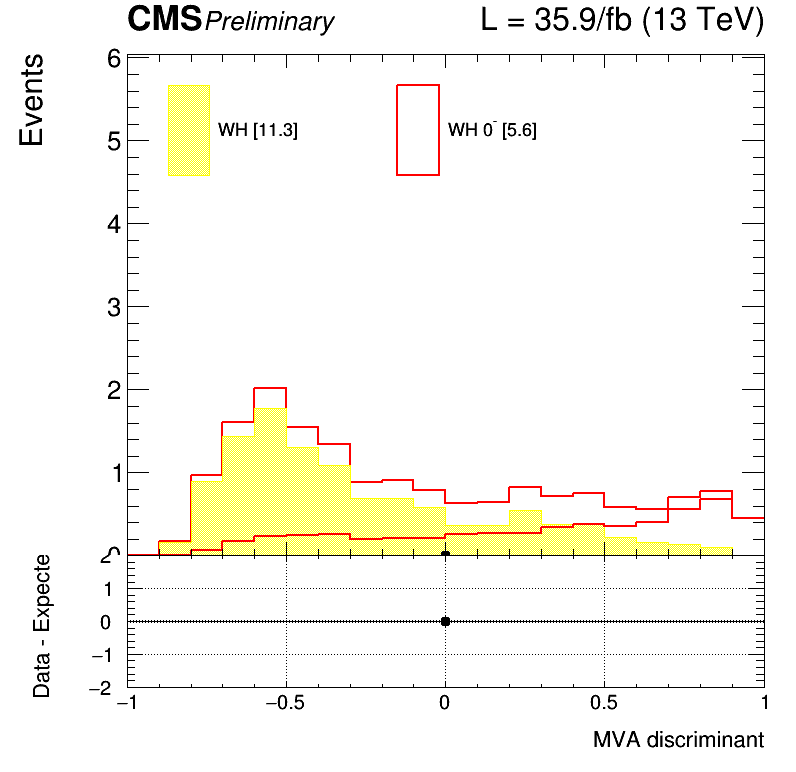 CMS Preliminary L = 35.9/fb (13 TeV)
Events
6
WH [11.3] WH 0⁻ [5.6]
5
4
3
2
1
Data - Expecte
1
0
−1
−2
−1 −0.5 0 0.5 1
MVA discriminant